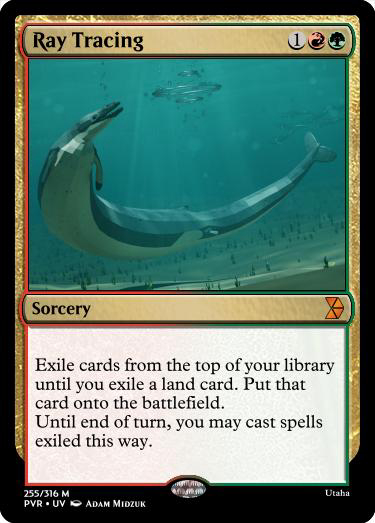 Ray Tracing 1
Sorcery
Exile cards from the top of your library
until you exile a land card. Put that
card onto the battlefield.
Until end of turn, you may cast spells
exiled this way.
255/316 M Utaha
PVR • UV Adam Midzuk